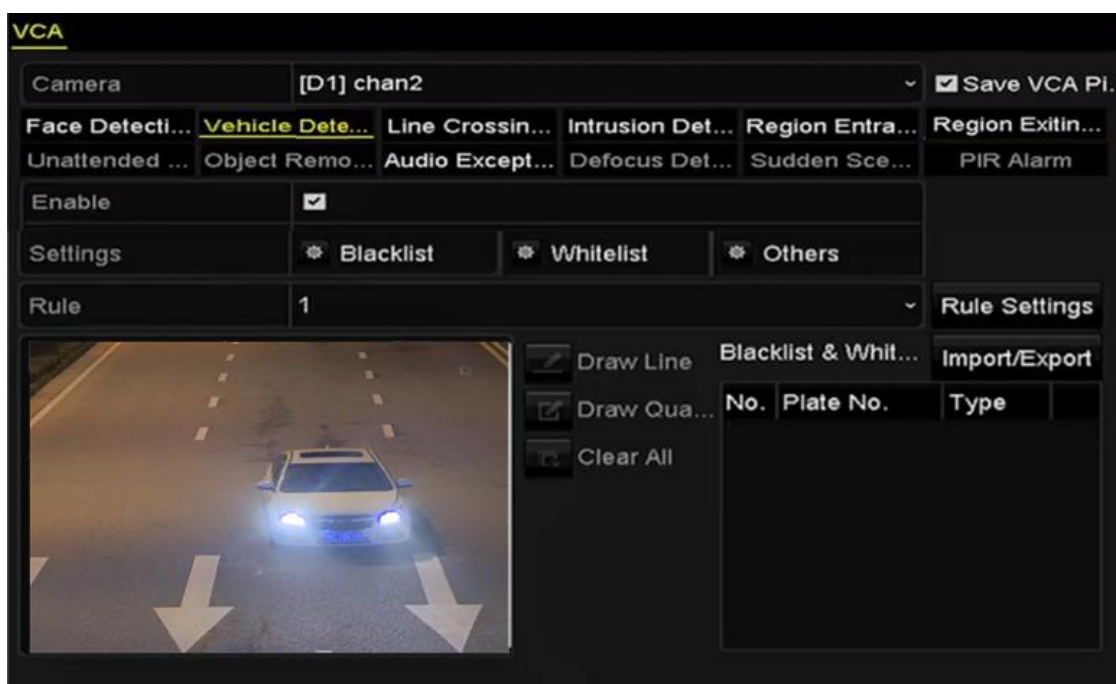 VCA
Camera [D1] chan2 Save VCA Pi.
Face Detecti... Vehicle Dete... Line Crossin... Intrusion Det... Region Entra... Region Exitin...
Unattended ... Object Remo... Audio Except... Defocus Det... Sudden Sce... PIR Alarm
Enable
Settings Blacklist Whitelist Others
Rule 1 Rule Settings
Draw Line Blacklist & Whit... Import/Export
Draw Qua... No. Plate No. Type
Clear All